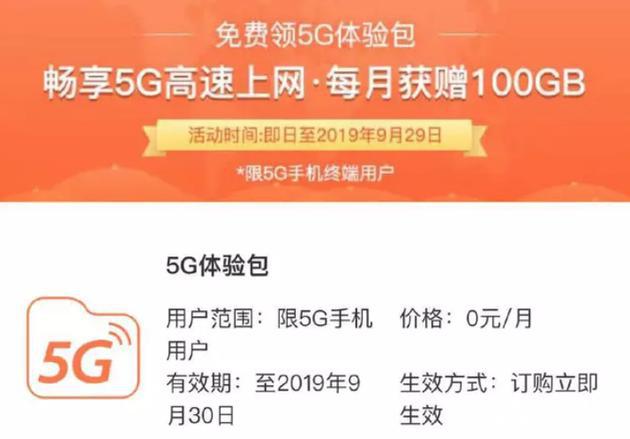 免费领5G体验包
畅享5G高速上网·每月获赠100GB
活动时间:即日至2019年9月29日
*限5G手机终端用户
5G体验包
5G
用户范围：限5G手机
用户
价格：0元/月
有效期：至2019年9
月30日
生效方式：订购立即
生效